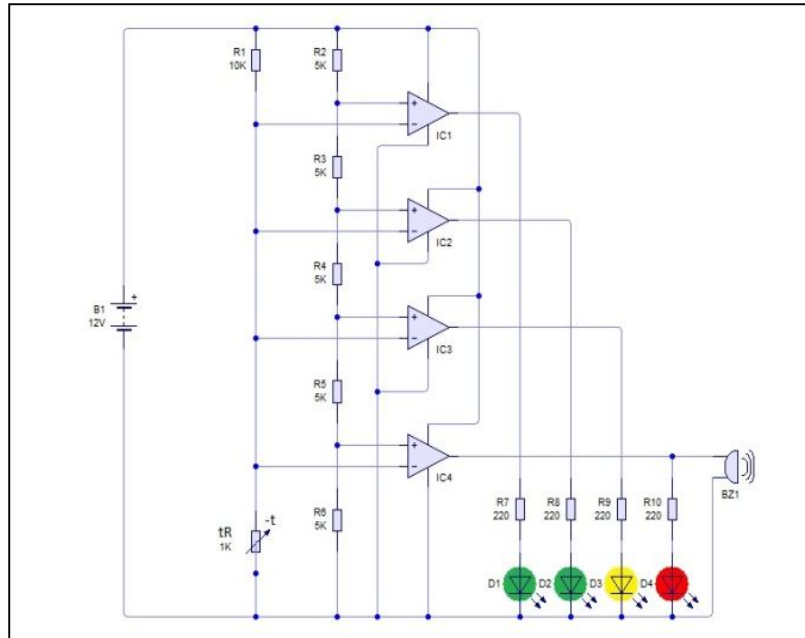 R1
10K
R2
5K
+
−
IC1
R3
5K
+
−
IC2
R4
5K
B1
12V
+
+
−
IC3
R5
5K
+
−
IC4
BZ1
R6
5K
tR
1K
-t
R7
220
R8
220
R9
220
R10
220
D1
D2
D3
D4